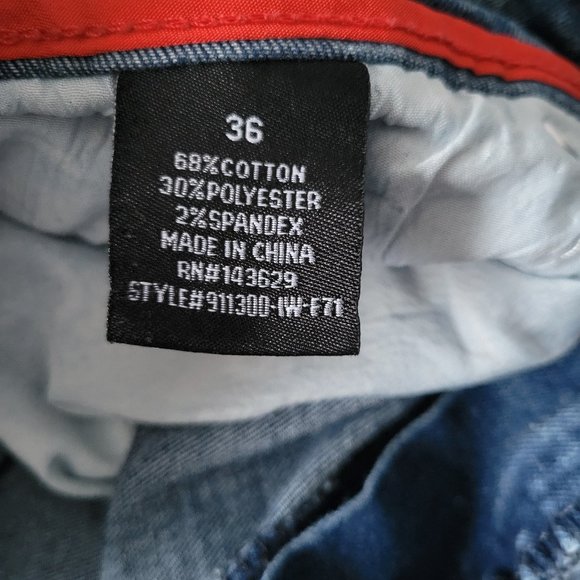 36
68%COTTON
30%POLYESTER
2%SPANDEX
MADE IN CHINA
RN#143629
STYLE#911300-IW-F71